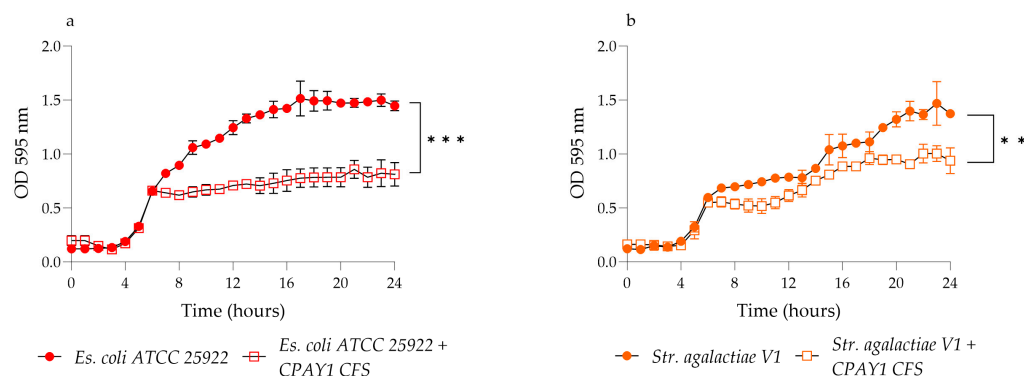 a
b
2.0
1.5
1.0
0.5
0.0
OD 595 nm
0
4
8
12
16
20
24
Time (hours)
***
Es. coli ATCC 25922
Es. coli ATCC 25922 +
CPAY1 CFS
2.0
1.5
1.0
0.5
0.0
OD 595 nm
0
4
8
12
16
20
24
Time (hours)
**
Str. agalactiae V1
Str. agalactiae V1 +
CPAY1 CFS